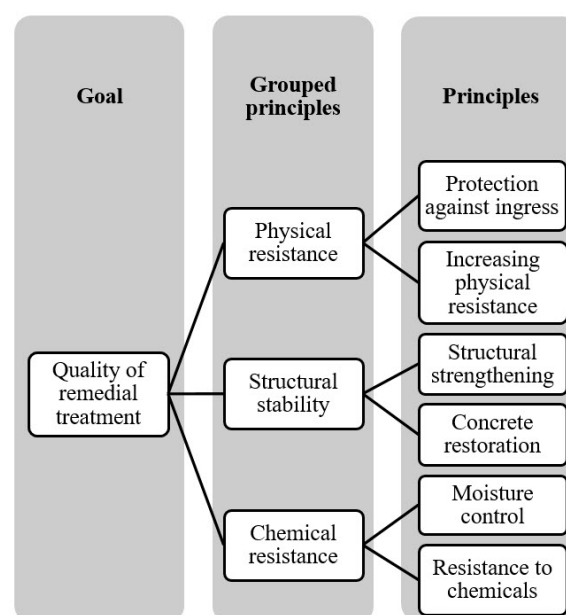 Goal
Grouped
principles
Principles
Quality of
remedial
treatment
Physical
resistance
Structural
stability
Chemical
resistance
Protection
against ingress
Increasing
physical
resistance
Structural
strengthening
Concrete
restoration
Moisture
control
Resistance to
chemicals